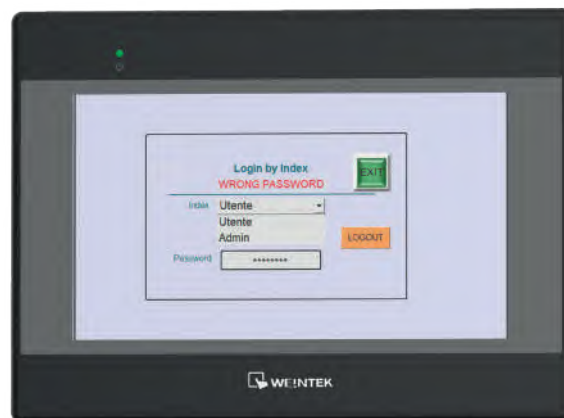 Login by Index
WRONG PASSWORD
EXIT
Index Utente
Utente
Admin
LOGOUT
Password ********
WEINTEK